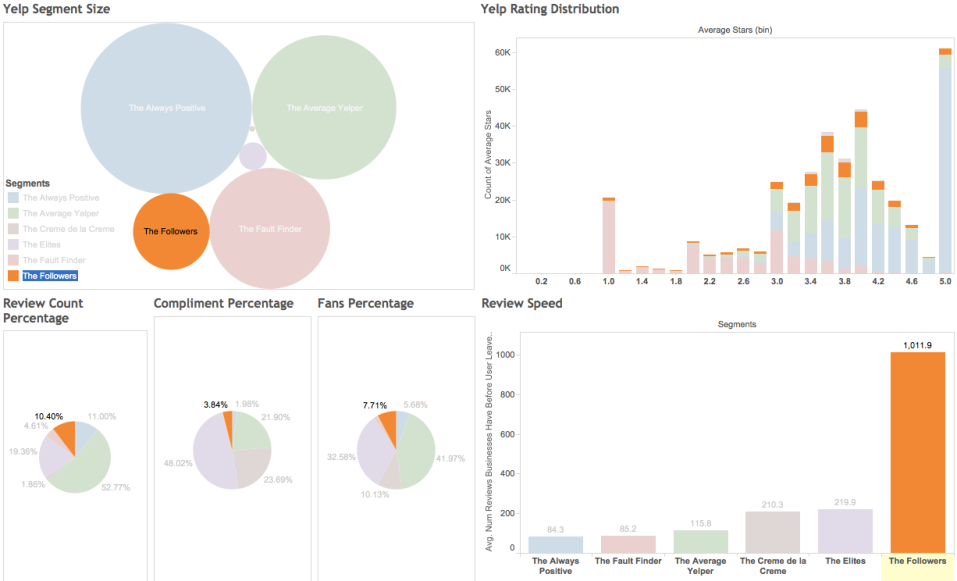 Yelp Segment Size
The Always Positive
The Average Yelper
The Followers
The Fault Finder
Segments
The Always Positive
The Average Yelper
The Creme de la Creme
The Elites
The Fault Finder
The Followers
Yelp Rating Distribution
Average Stars (bin)
Count of Average Stars
60K
50K
40K
30K
20K
10K
0K
0.2 0.6 1.0 1.4 1.8 2.2 2.6 3.0 3.4 3.8 4.2 4.6 5.0
Review Count
Percentage
10.40%
11.00%
4.61%
19.36%
1.86%
52.77%
Compliment Percentage
3.84%
1.98%
21.90%
48.02%
23.69%
Fans Percentage
7.71%
5.68%
32.58%
41.97%
10.13%
Review Speed
Segments
Avg. Num Reviews Businesses Have Before User Leave..
1000
800
600
400
200
0
84.3
85.2
115.8
210.3
219.9
1,011.9
The Always
Positive
The Fault Finder
The Average
Yelper
The Creme de la
Creme
The Elites
The Followers